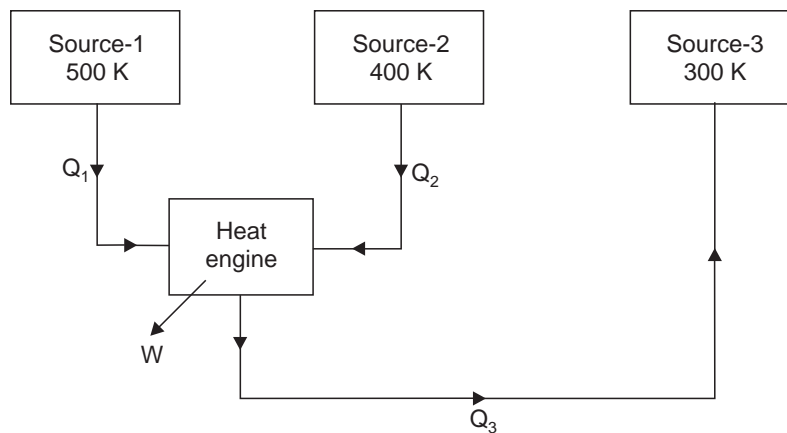 Source-1
500 K
Source-2
400 K
Source-3
300 K
Q1
Q2
Heat
engine
W
Q3